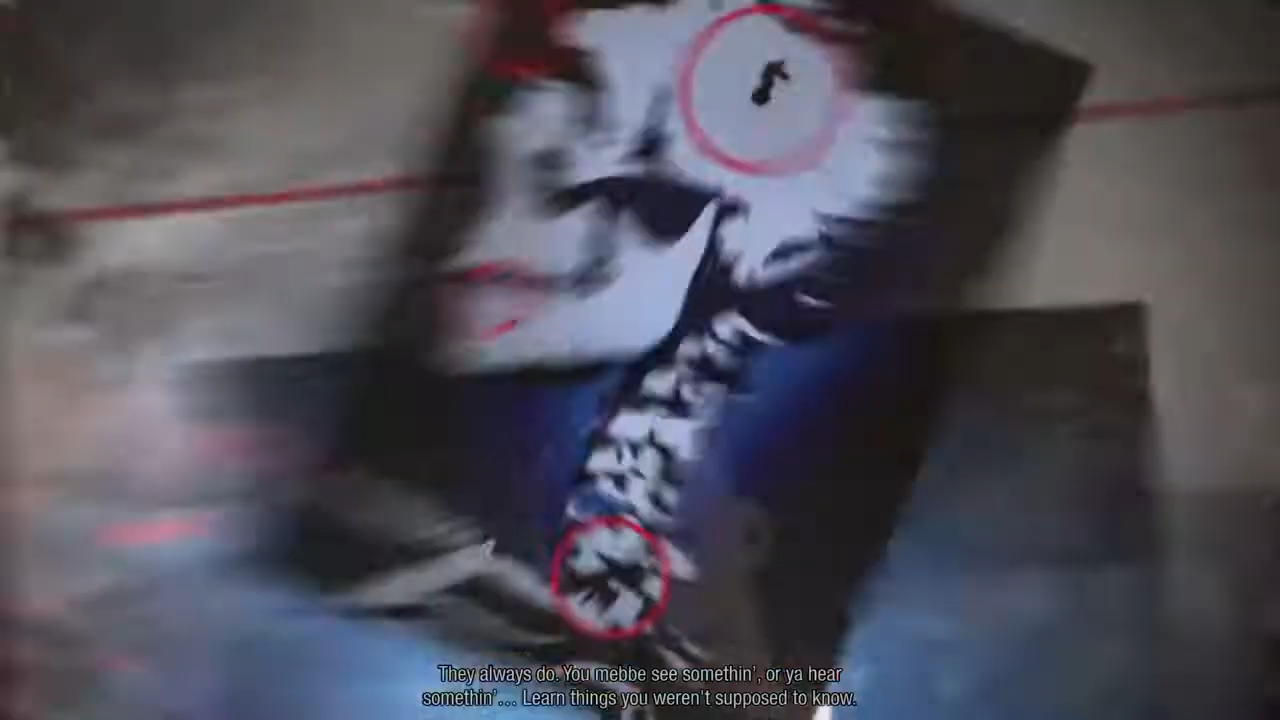 They always do. You mebbe see somethin', or ya hear
somethin'... Learn things you weren't supposed to know.